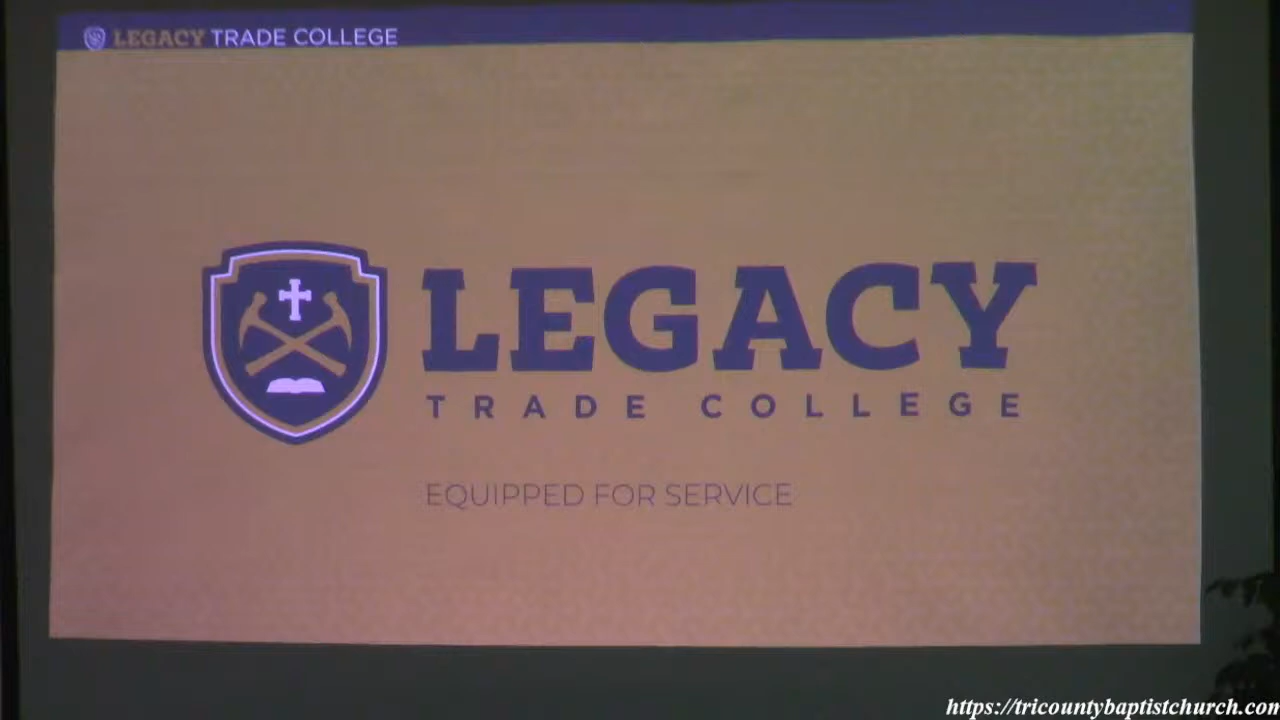 LEGACY TRADE COLLEGE
LEGACY
TRADE COLLEGE
EQUIPPED FOR SERVICE
https://tricountybaptistchurch.com